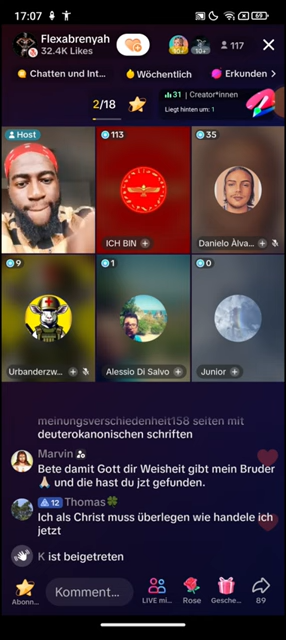 17:07
69
Flexabrenyah
32.4K Likes
10+
10+
117
Chatten und Int...
Wöchentlich
Erkunden
2/18
31 | Creator*innen
Liegt hinten um: 1
Host
113
35
ICH BIN +
Danielo Àlva... +
9
1
0
Urbanderzw... +
Alessio Di Salvo +
Junior +
meinungsverschiedenheit158 seiten mit
deuterokanonischen schriften
Marvin
Bete damit Gott dir Weisheit gibt mein Bruder
🙏🏻 und die hast du jzt gefunden.
12 Thomas🍀
Ich als Christ muss überlegen wie handele ich
jetzt
K ist beigetreten
Komment...
Abonn...
LIVE mi...
Rose
Gesche...
89